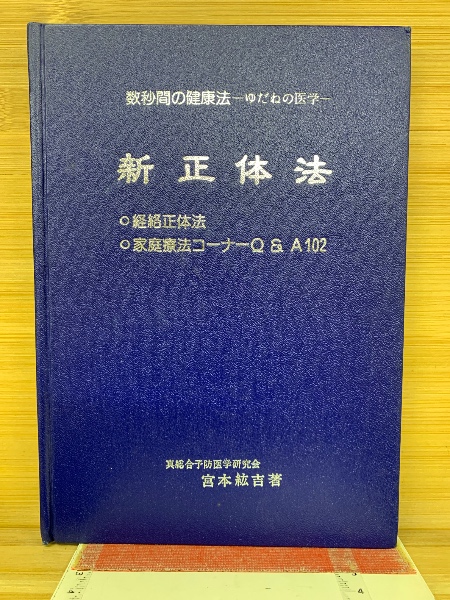 数秒間の健康法―ゆだねの医学―
新正体法
○経絡正体法
○家庭療法コーナーQ & A102
真総合予防医学研究会
宮本紘吉著